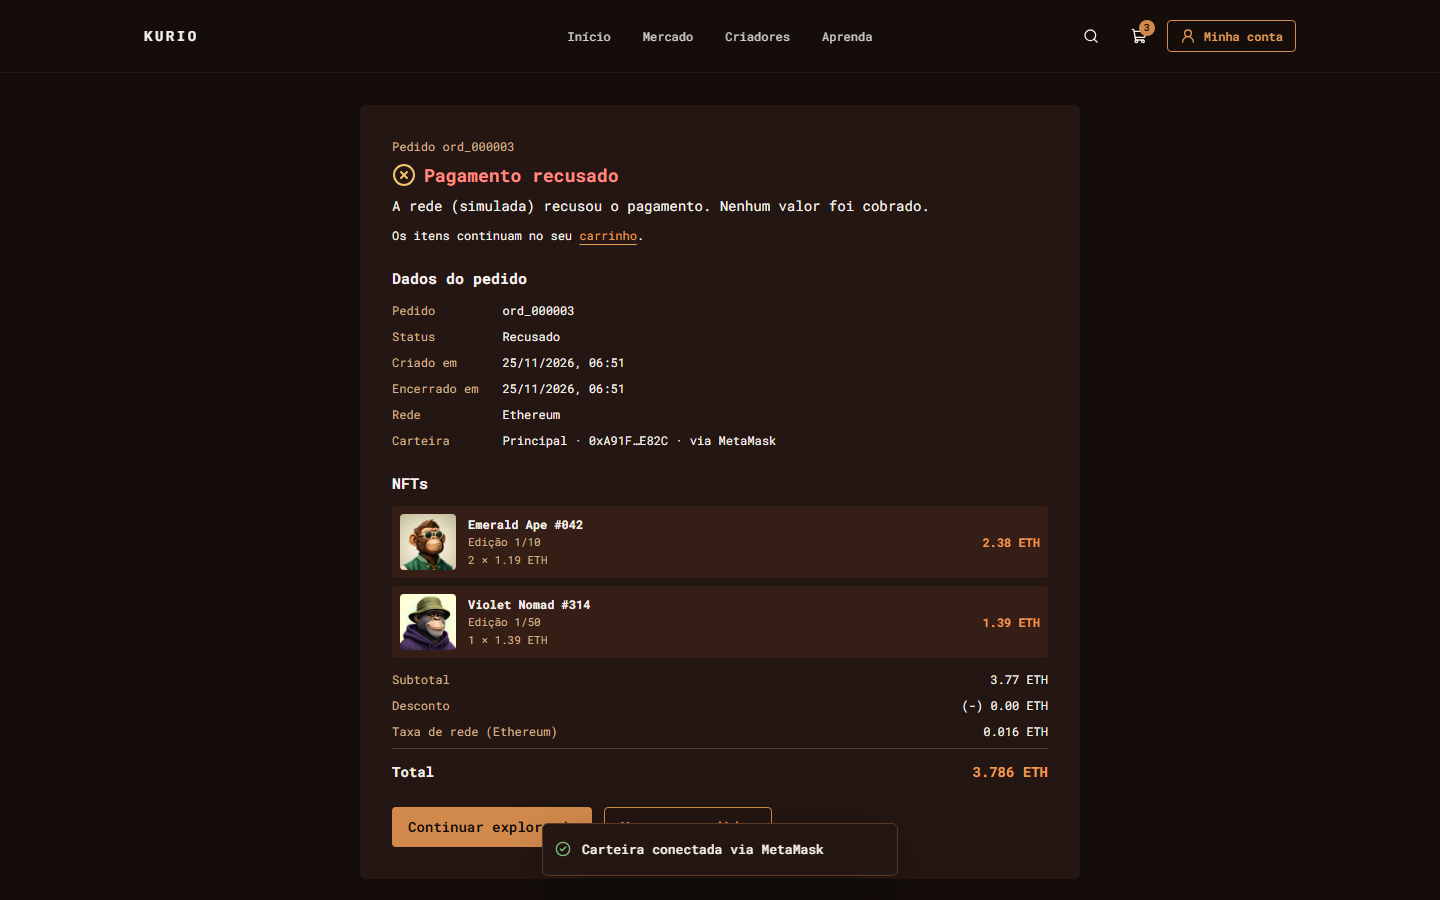 KURIO
Início
Mercado
Criadores
Aprenda
3
Minha conta
Pedido ord_000003
Pagamento recusado
A rede (simulada) recusou o pagamento. Nenhum valor foi cobrado.
Os itens continuam no seu carrinho.
Dados do pedido
Pedido ord_000003
Status Recusado
Criado em 25/11/2026, 06:51
Encerrado em 25/11/2026, 06:51
Rede Ethereum
Carteira Principal · 0xA91F…E82C · via MetaMask
NFTs
Emerald Ape #042
Edição 1/10
2 × 1.19 ETH
2.38 ETH
Violet Nomad #314
Edição 1/50
1 × 1.39 ETH
1.39 ETH
Subtotal 3.77 ETH
Desconto (-) 0.00 ETH
Taxa de rede (Ethereum) 0.016 ETH
Total 3.786 ETH
Continuar
Carteira conectada via MetaMask